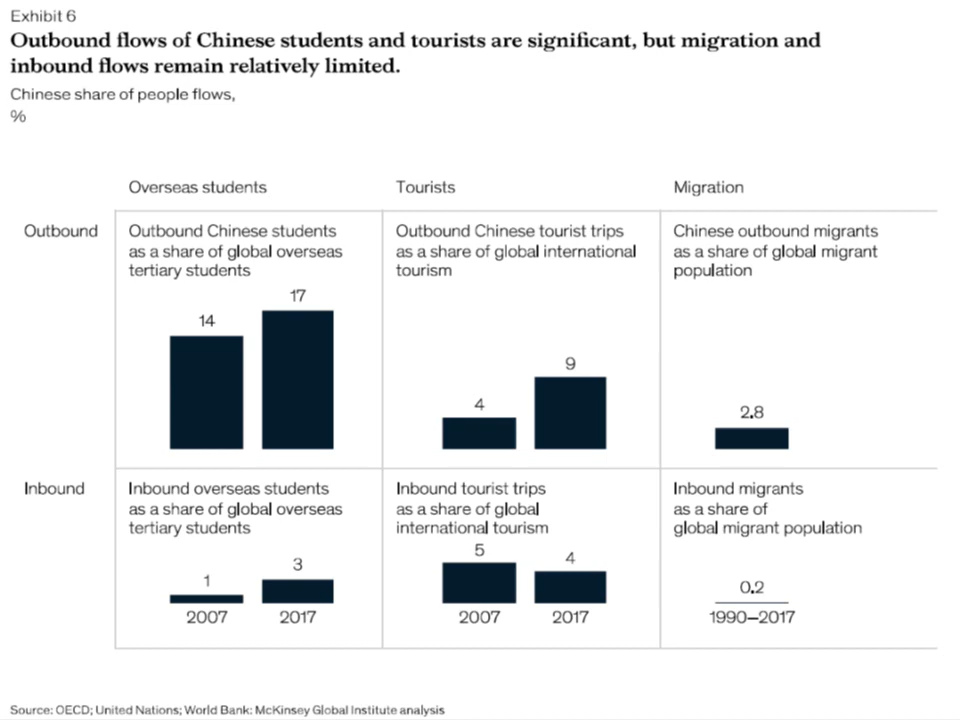 Exhibit 6
Outbound flows of Chinese students and tourists are significant, but migration and
inbound flows remain relatively limited.
Chinese share of people flows,
%
Overseas students
Tourists
Migration
Outbound
Outbound Chinese students
as a share of global overseas
tertiary students
14
17
Outbound Chinese tourist trips
as a share of global international
tourism
4
9
Chinese outbound migrants
as a share of global migrant
population
2.8
Inbound
Inbound overseas students
as a share of global overseas
tertiary students
1
3
2007
2017
Inbound tourist trips
as a share of global
international tourism
5
4
2007
2017
Inbound migrants
as a share of
global migrant population
0.2
1990–2017
Source: OECD; United Nations; World Bank: McKinsey Global Institute analysis